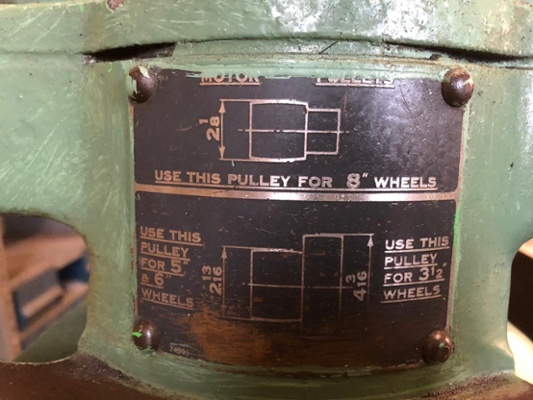 MOTOR PULLEYS
2 1/8
USE THIS PULLEY FOR 8" WHEELS
USE THIS
PULLEY
FOR 5"
& 6"
WHEELS
2 13/16
4 3/16
USE THIS
PULLEY
FOR 3 1/2
WHEELS